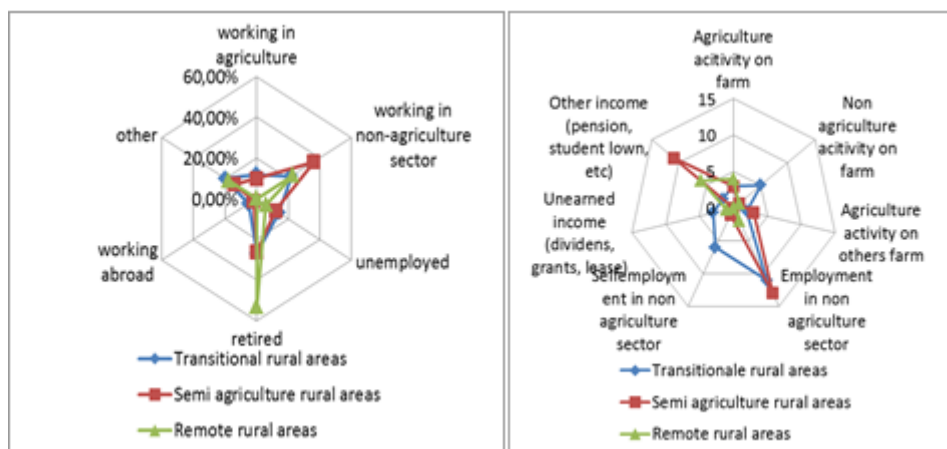 working in
agriculture
60,00%
40,00%
20,00%
0,00%
working in
non-agriculture
sector
unemployed
retired
working
abroad
other
Transitional rural areas
Semi agriculture rural areas
Remote rural areas
Agriculture
acitivity on
farm
15
10
5
0
Non
agriculture
acitivity on
farm
Agriculture
activity on
others farm
Employment
in non
agriculture
sector
Selfemploym
ent in non
agriculture
sector
Unearned
income
(dividens,
grants, lease)
Other income
(pension,
student lown,
etc)
Transitionale rural areas
Semi agriculture rural areas
Remote rural areas